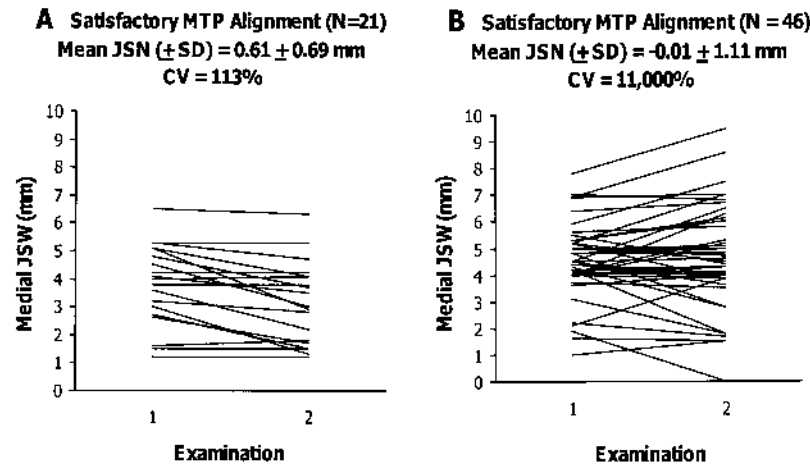 A Satisfactory MTP Alignment (N=21)
Mean JSN (±SD) = 0.61 ± 0.69 mm
CV = 113%
10
9
8
7
6
5
4
3
2
1
0
Medial JSW (mm)
1 2
Examination
B Satisfactory MTP Alignment (N = 46)
Mean JSN (±SD) = -0.01 ± 1.11 mm
CV = 11,000%
10
9
8
7
6
5
4
3
2
1
0
Medial JSW (mm)
1 2
Examination